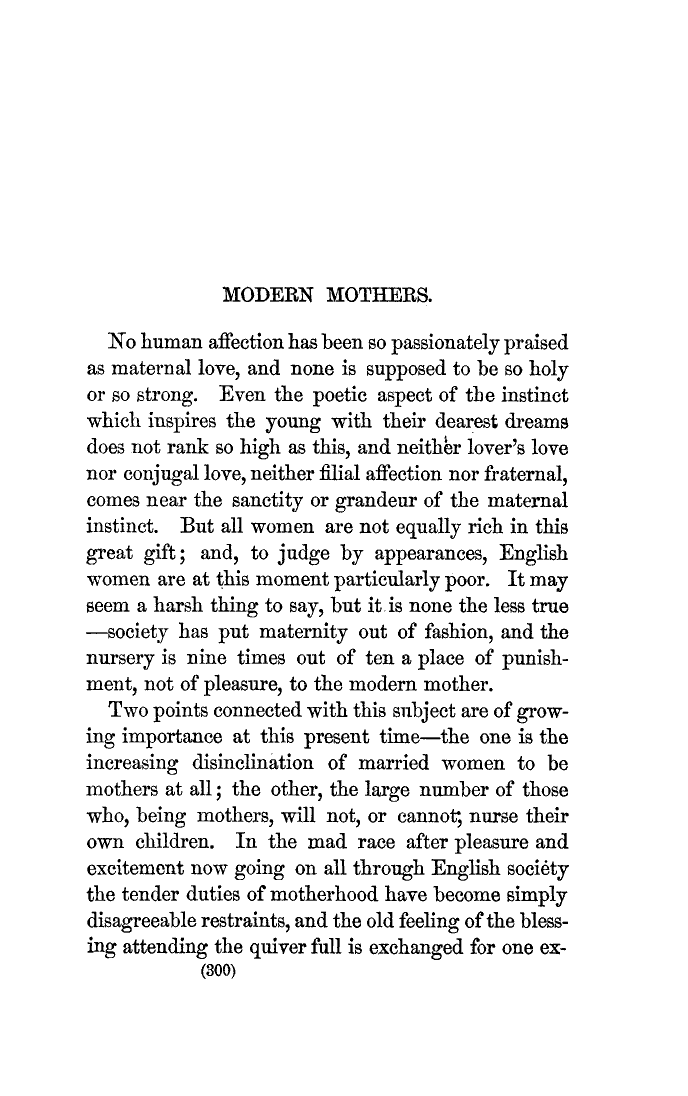 MODERN MOTHERS.
No human affection has been so passionately praised
as maternal love, and none is supposed to be so holy
or so strong. Even the poetic aspect of the instinct
which inspires the young with their dearest dreams
does not rank so high as this, and neither lover's love
nor conjugal love, neither filial affection nor fraternal,
comes near the sanctity or grandeur of the maternal
instinct. But all women are not equally rich in this
great gift; and, to judge by appearances, English
women are at this moment particularly poor. It may
seem a harsh thing to say, but it is none the less true
—society has put maternity out of fashion, and the
nursery is nine times out of ten a place of punish-
ment, not of pleasure, to the modern mother.
Two points connected with this subject are of grow-
ing importance at this present time—the one is the
increasing disinclination of married women to be
mothers at all; the other, the large number of those
who, being mothers, will not, or cannot, nurse their
own children. In the mad race after pleasure and
excitement now going on all through English society
the tender duties of motherhood have become simply
disagreeable restraints, and the old feeling of the bless-
ing attending the quiver full is exchanged for one ex-
(300)